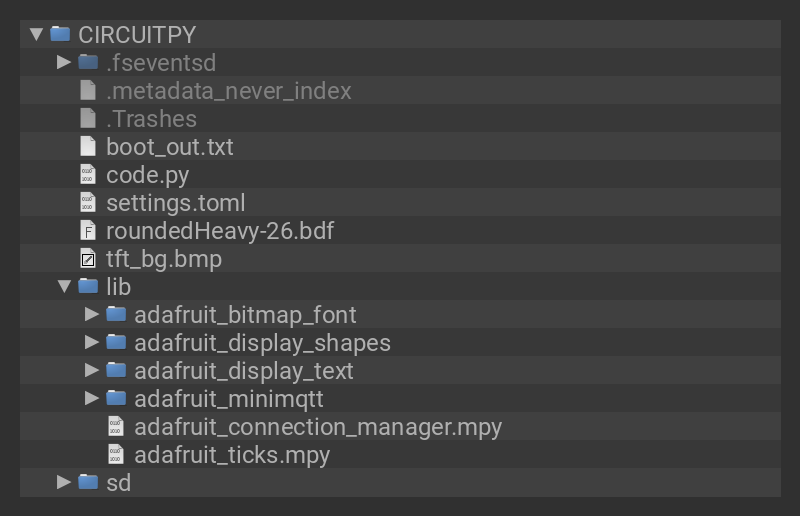 CIRCUITPY
.fseventsd
.metadata_never_index
.Trashes
boot_out.txt
code.py
settings.toml
roundedHeavy-26.bdf
tft_bg.bmp
lib
adafruit_bitmap_font
adafruit_display_shapes
adafruit_display_text
adafruit_minimqtt
adafruit_connection_manager.mpy
adafruit_ticks.mpy
sd